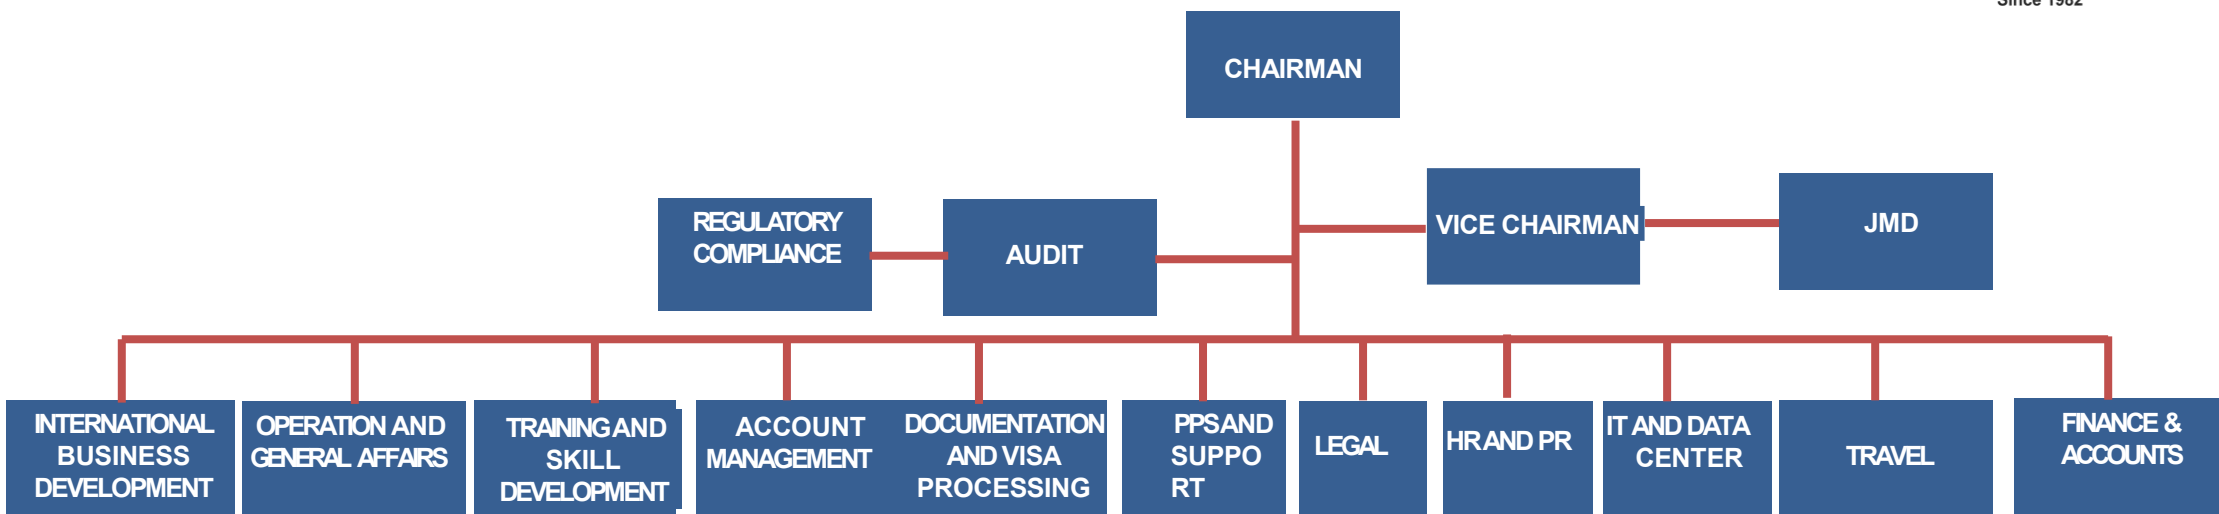 Since 1982
CHAIRMAN
REGULATORY
COMPLIANCE
AUDIT
VICE CHAIRMAN
JMD
INTERNATIONAL
BUSINESS
DEVELOPMENT
OPERATION AND
GENERAL AFFAIRS
TRAINING AND
SKILL
DEVELOPMENT
ACCOUNT
MANAGEMENT
DOCUMENTATION
AND VISA
PROCESSING
PPS AND
SUPPO
RT
LEGAL
HR AND PR
IT AND DATA
CENTER
TRAVEL
FINANCE &
ACCOUNTS